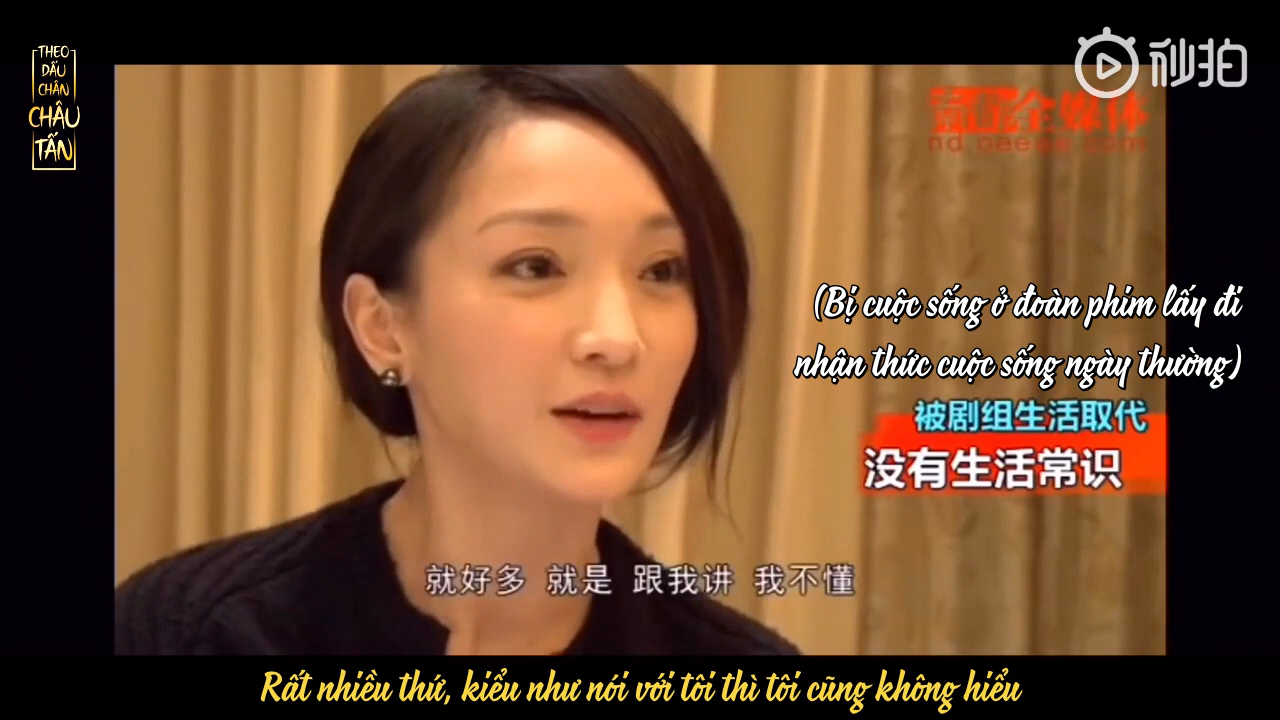 THEO
DẤU
CHÂN
CHÂU
TẤN
秒拍
全媒体
(Bị cuộc sống ở đoàn phim lấy đi
nhận thức cuộc sống ngày thường)
被剧组生活取代
没有生活常识
就好多 就是 跟我讲 我不懂
Rất nhiều thứ, kiểu như nói với tôi thì tôi cũng không hiểu